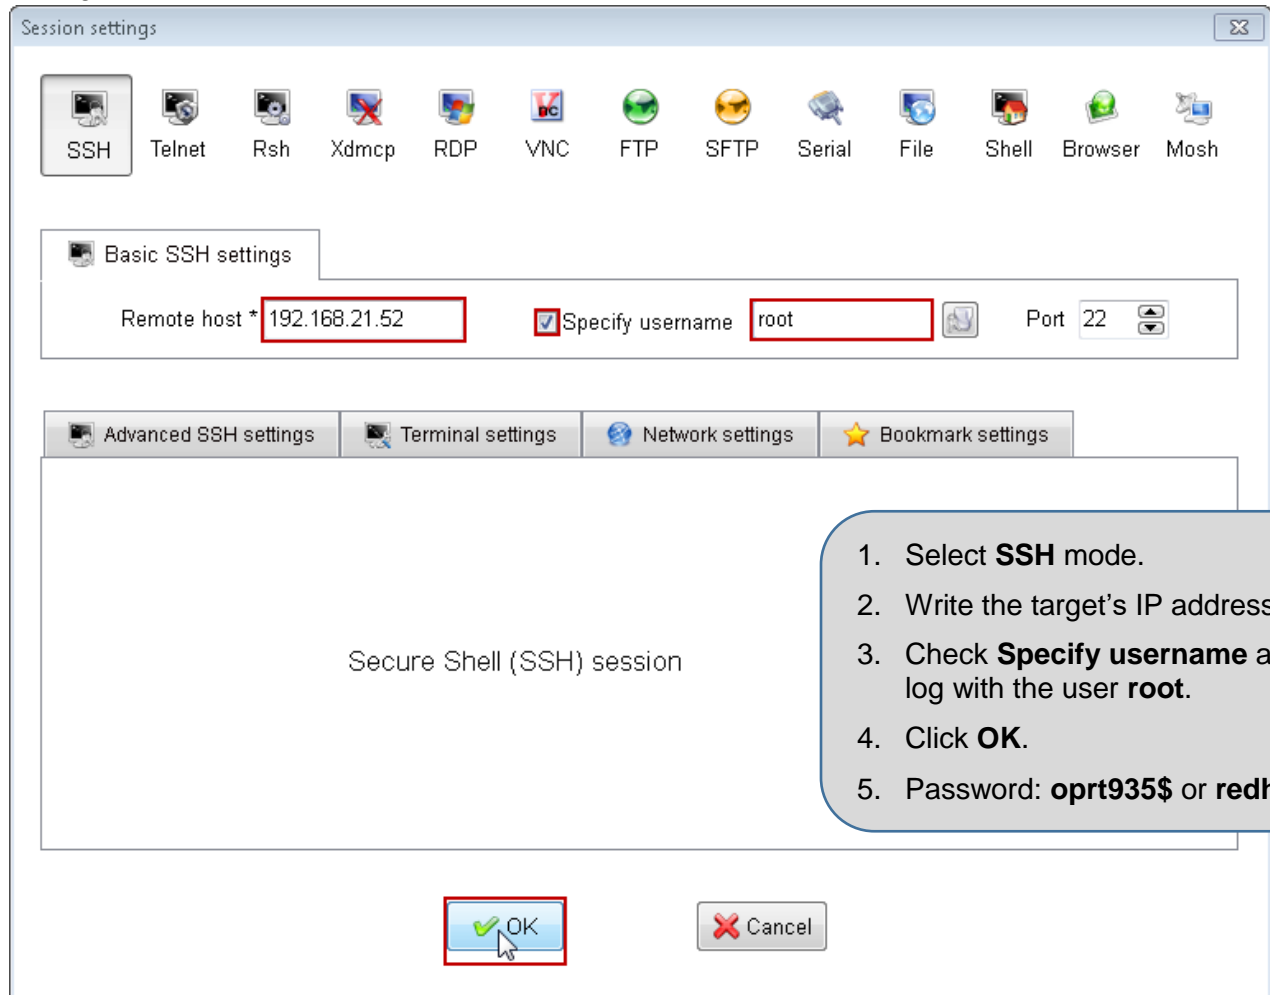 Session settings
SSH Telnet Rsh Xdmcp RDP VNC FTP SFTP Serial File Shell Browser Mosh
Basic SSH settings
Remote host * 192.168.21.52 Specify username root Port 22
Advanced SSH settings Terminal settings Network settings Bookmark settings
1. Select SSH mode.
2. Write the target's IP address
3. Check Specify username
log with the user root.
Secure Shell (SSH) session
4. Click OK.
5. Password: oprt935$ or
OK Cancel